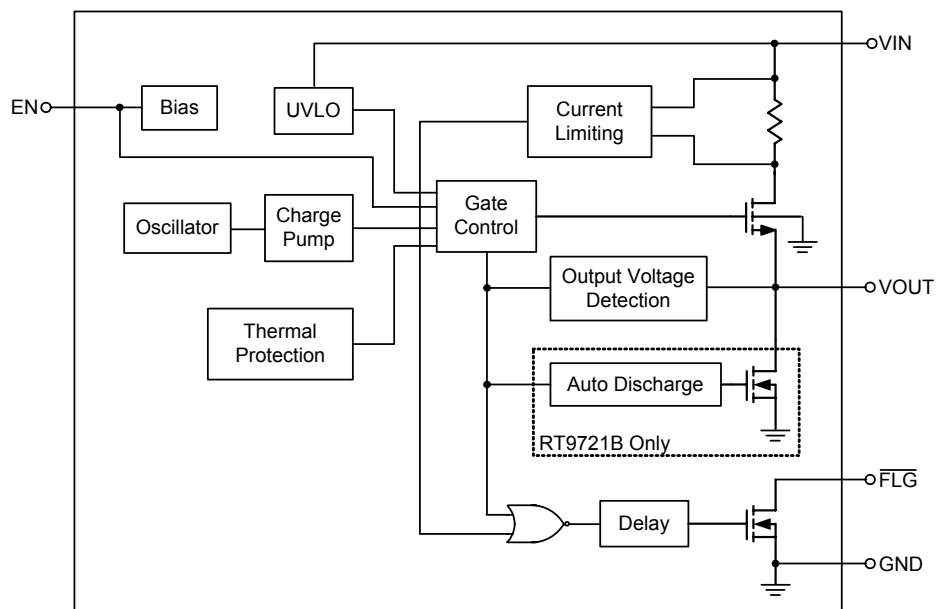 VIN
EN
Bias
UVLO
Current
Limiting
Gate
Control
Oscillator
Charge
Pump
Output Voltage
Detection
VOUT
Thermal
Protection
Auto Discharge
RT9721B Only
FLG
Delay
GND